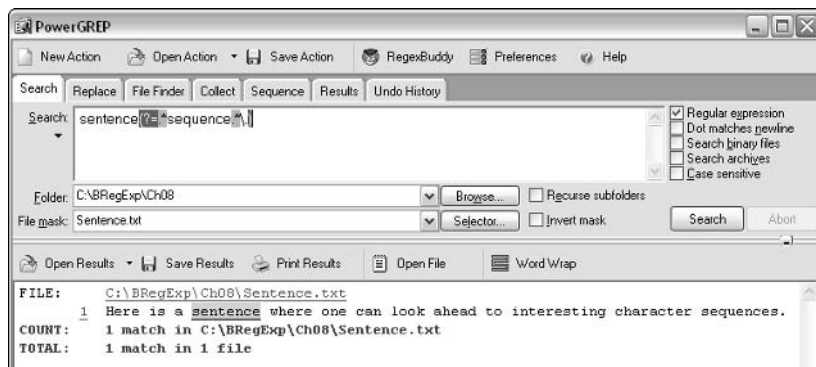 PowerGREP
New Action Open Action Save Action RegexBuddy Preferences Help
Search Replace File Finder Collect Sequence Results Undo History
Search: sentence(?=.*sequence.*\.)
Regular expression
Dot matches newline
Search binary files
Search archives
Case sensitive
Folder: C:\BRegExp\Ch08 Browse... Recurse subfolders
File mask: Sentence.txt Selector... Invert mask Search Abort
Open Results Save Results Print Results Open File Word Wrap
FILE: C:\BRegExp\Ch08\Sentence.txt
1 Here is a sentence where one can look ahead to interesting character sequences.
COUNT: 1 match in C:\BRegExp\Ch08\Sentence.txt
TOTAL: 1 match in 1 file